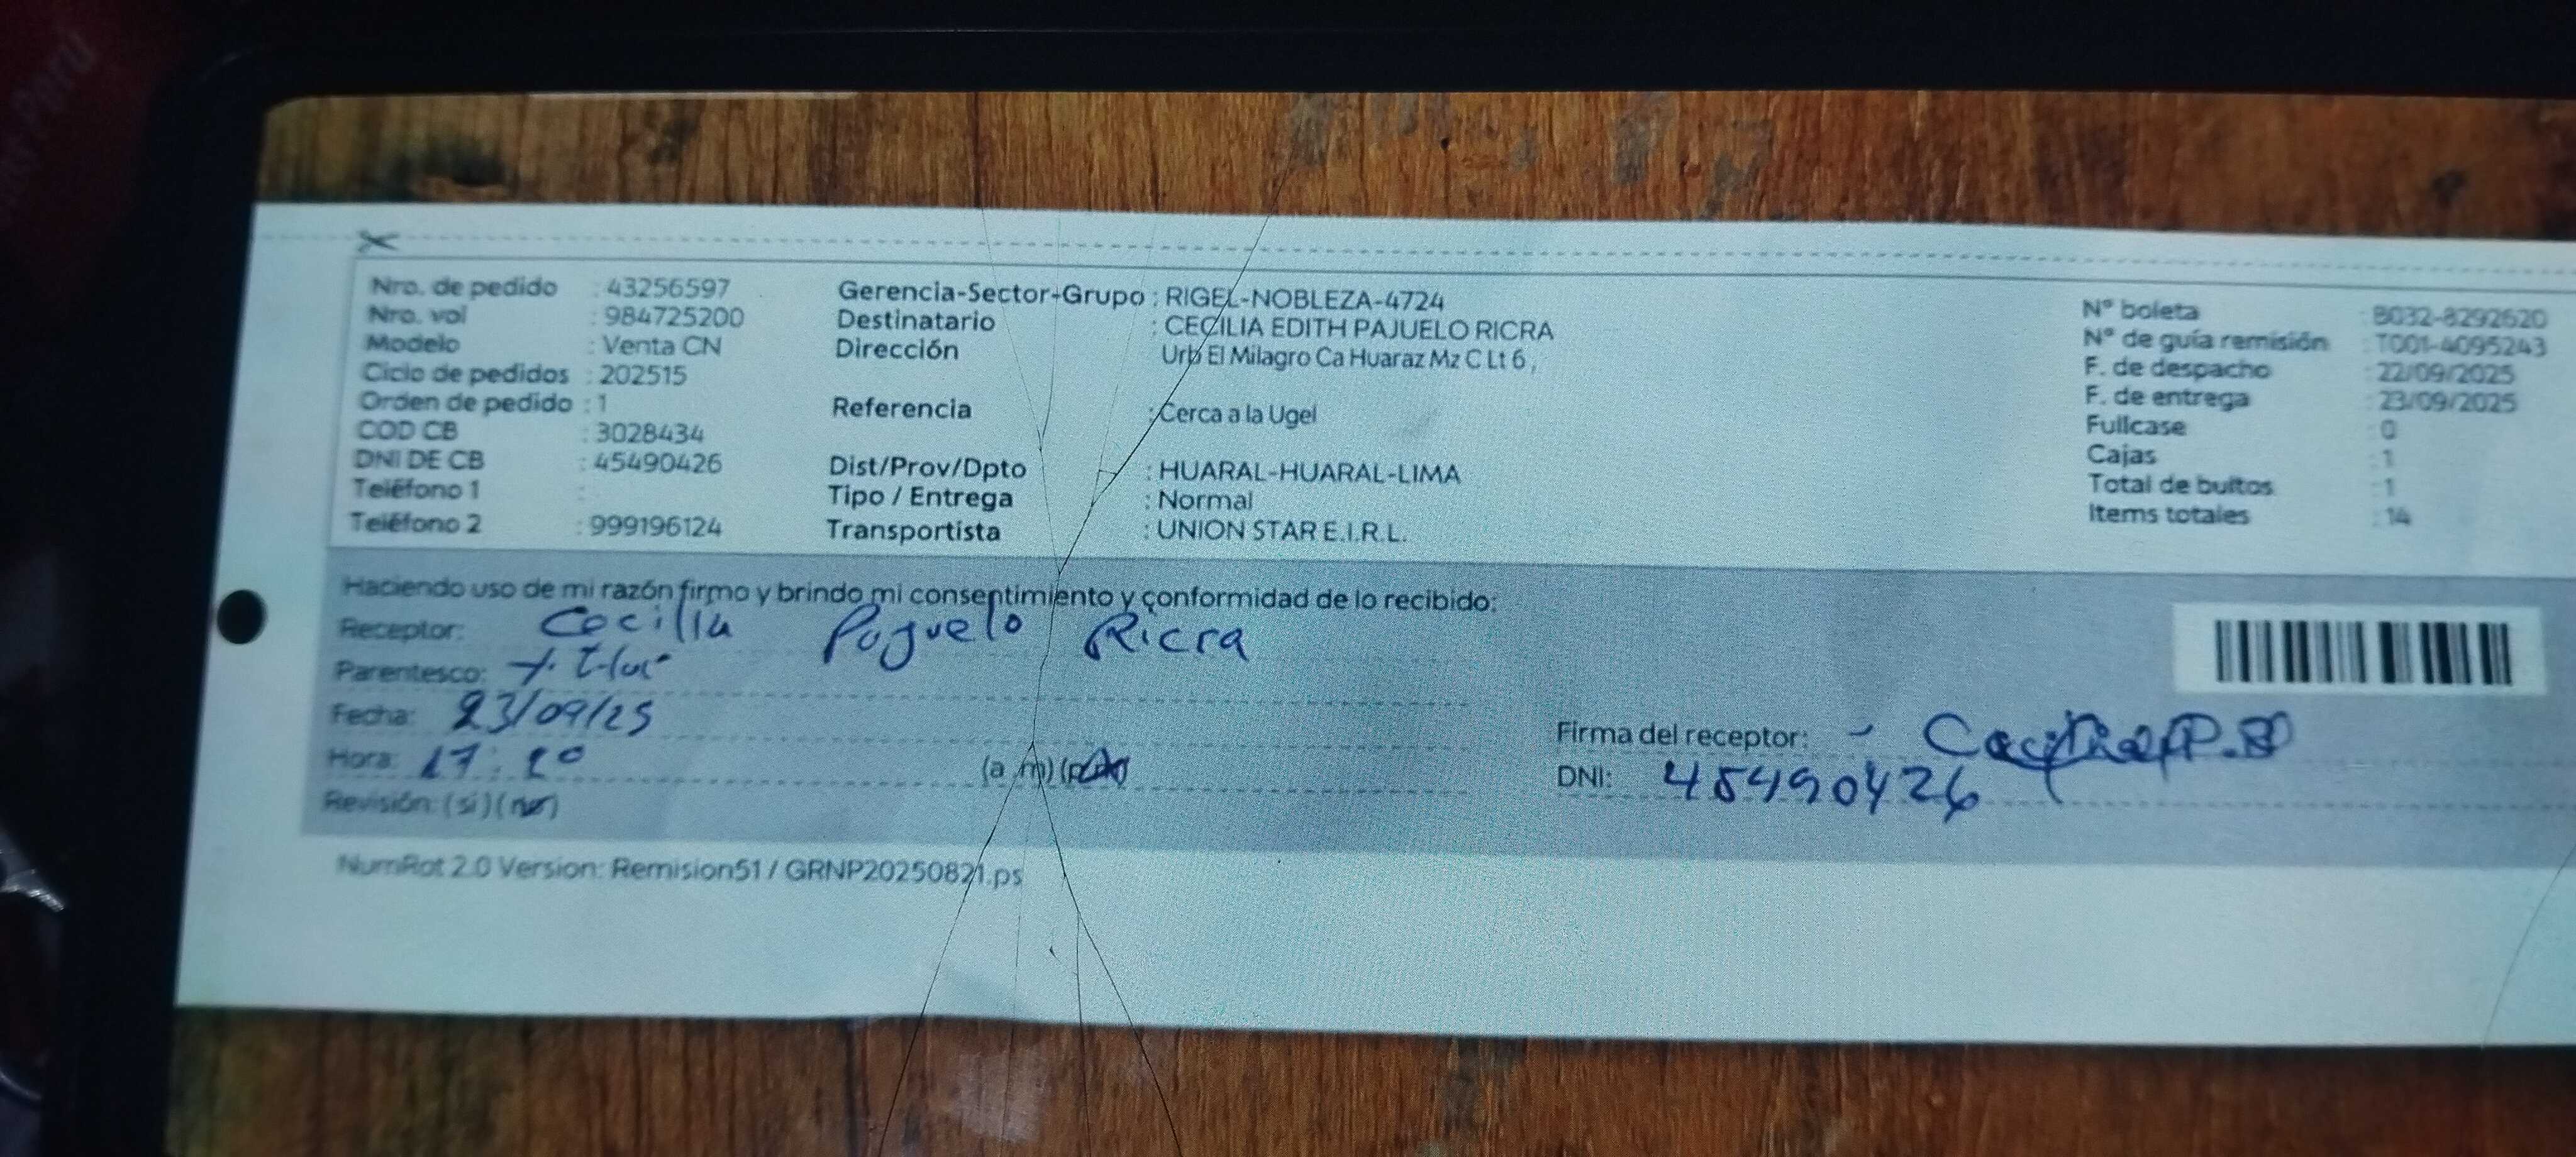 Nro. de pedido : 43256597
Nro. vol : 984725200
Modelo : Venta CN
Ciclo de pedidos : 202515
Orden de pedido : 1
COD CB : 3028434
DNI DE CB : 45490426
Teléfono 1 :
Teléfono 2 : 999196124
Gerencia-Sector-Grupo : RIGEL-NOBLEZA-4724
Destinatario : CECILIA EDITH PAJUELO RICRA
Dirección Urb El Milagro Ca Huaraz Mz C Lt 6 ,
Referencia : Cerca a la Ugel
Dist/Prov/Dpto : HUARAL-HUARAL-LIMA
Tipo / Entrega : Normal
Transportista : UNION STAR E.I.R.L.
Nº boleta : B032-8292620
Nº de guía remisión : T001-4095243
F. de despacho : 22/09/2025
F. de entrega : 23/09/2025
Fullcase : 0
Cajas : 1
Total de bultos : 1
Items totales : 14
Haciendo uso de mi razón firmo y brindo mi consentimiento y conformidad de lo recibido:
Receptor: Cecilia Pajuelo Ricra
Parentesco:
Fecha: 23/09/25
Hora: 17:20 (a m) (p m)
Revisión: (si) (no)
Firma del receptor:
DNI: 45490426
NumRot 2.0 Version: Remision51 / GRNP20250821.ps